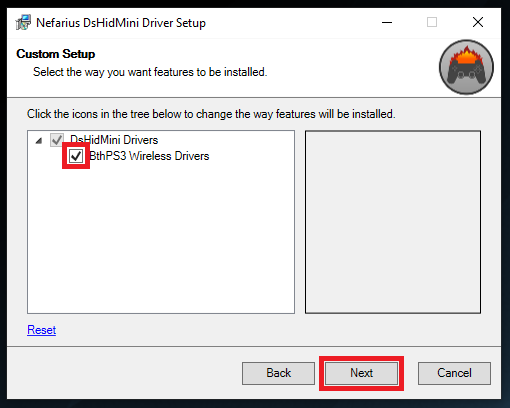 Nefarius DsHidMini Driver Setup
Custom Setup
Select the way you want features to be installed.
Click the icons in the tree below to change the way features will be installed.
DsHidMini Drivers
BthPS3 Wireless Drivers
Reset
Back Next Cancel